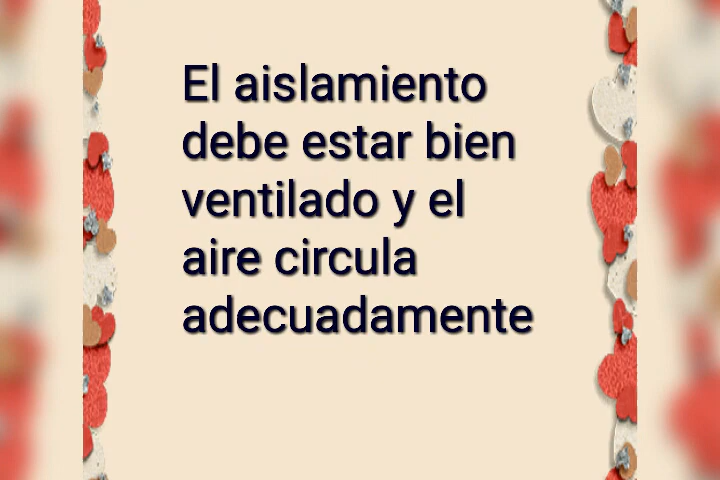 El aislamiento
debe estar bien
ventilado y el
aire circula
adecuadamente